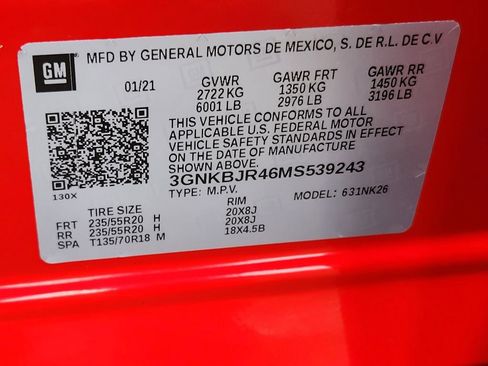 GM
MFD BY GENERAL MOTORS DE MEXICO, S. DE R.L. DE C.V
01/21 GVWR GAWR FRT GAWR RR
2722 KG 1350 KG 1450 KG
6001 LB 2976 LB 3196 LB
THIS VEHICLE CONFORMS TO ALL
APPLICABLE U.S. FEDERAL MOTOR
VEHICLE SAFETY STANDARDS IN EFFECT
ON THE DATE OF MANUFACTURE
SHOWN ABOVE.
3GNKBJR46MS539243
130X TYPE: M.P.V. MODEL: 631NK26
TIRE SIZE RIM
FRT 235/55R20 H 20X8J
RR 235/55R20 H 20X8J
SPA T135/70R18 M 18X4.5B